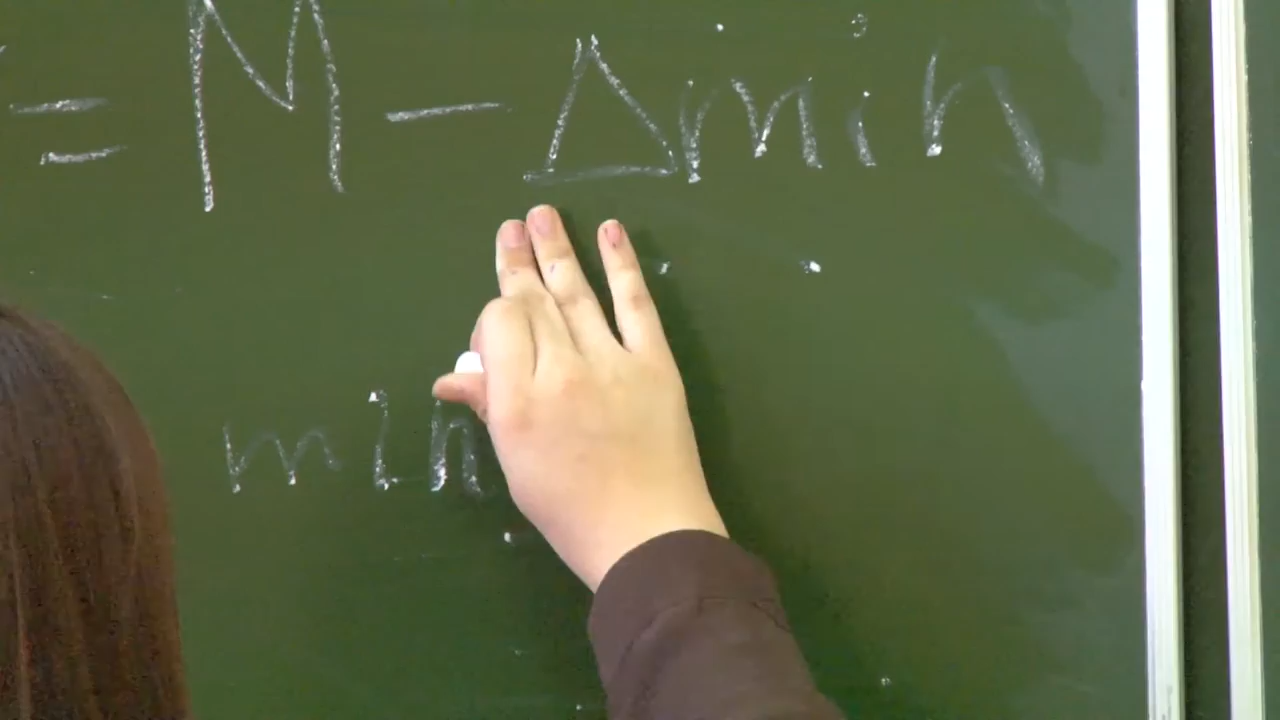 = M - Δmin
min